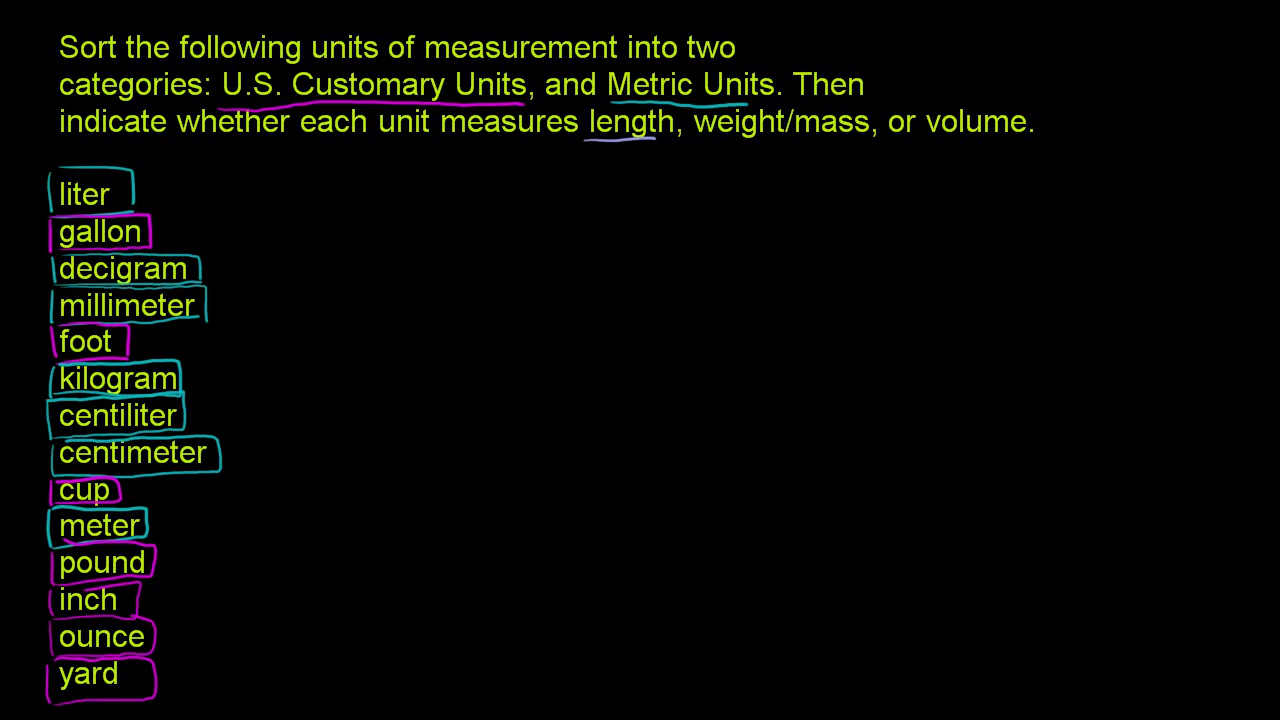 Sort the following units of measurement into two
categories: U.S. Customary Units, and Metric Units. Then
indicate whether each unit measures length, weight/mass, or volume.
liter
gallon
decigram
millimeter
foot
kilogram
centiliter
centimeter
cup
meter
pound
inch
ounce
yard